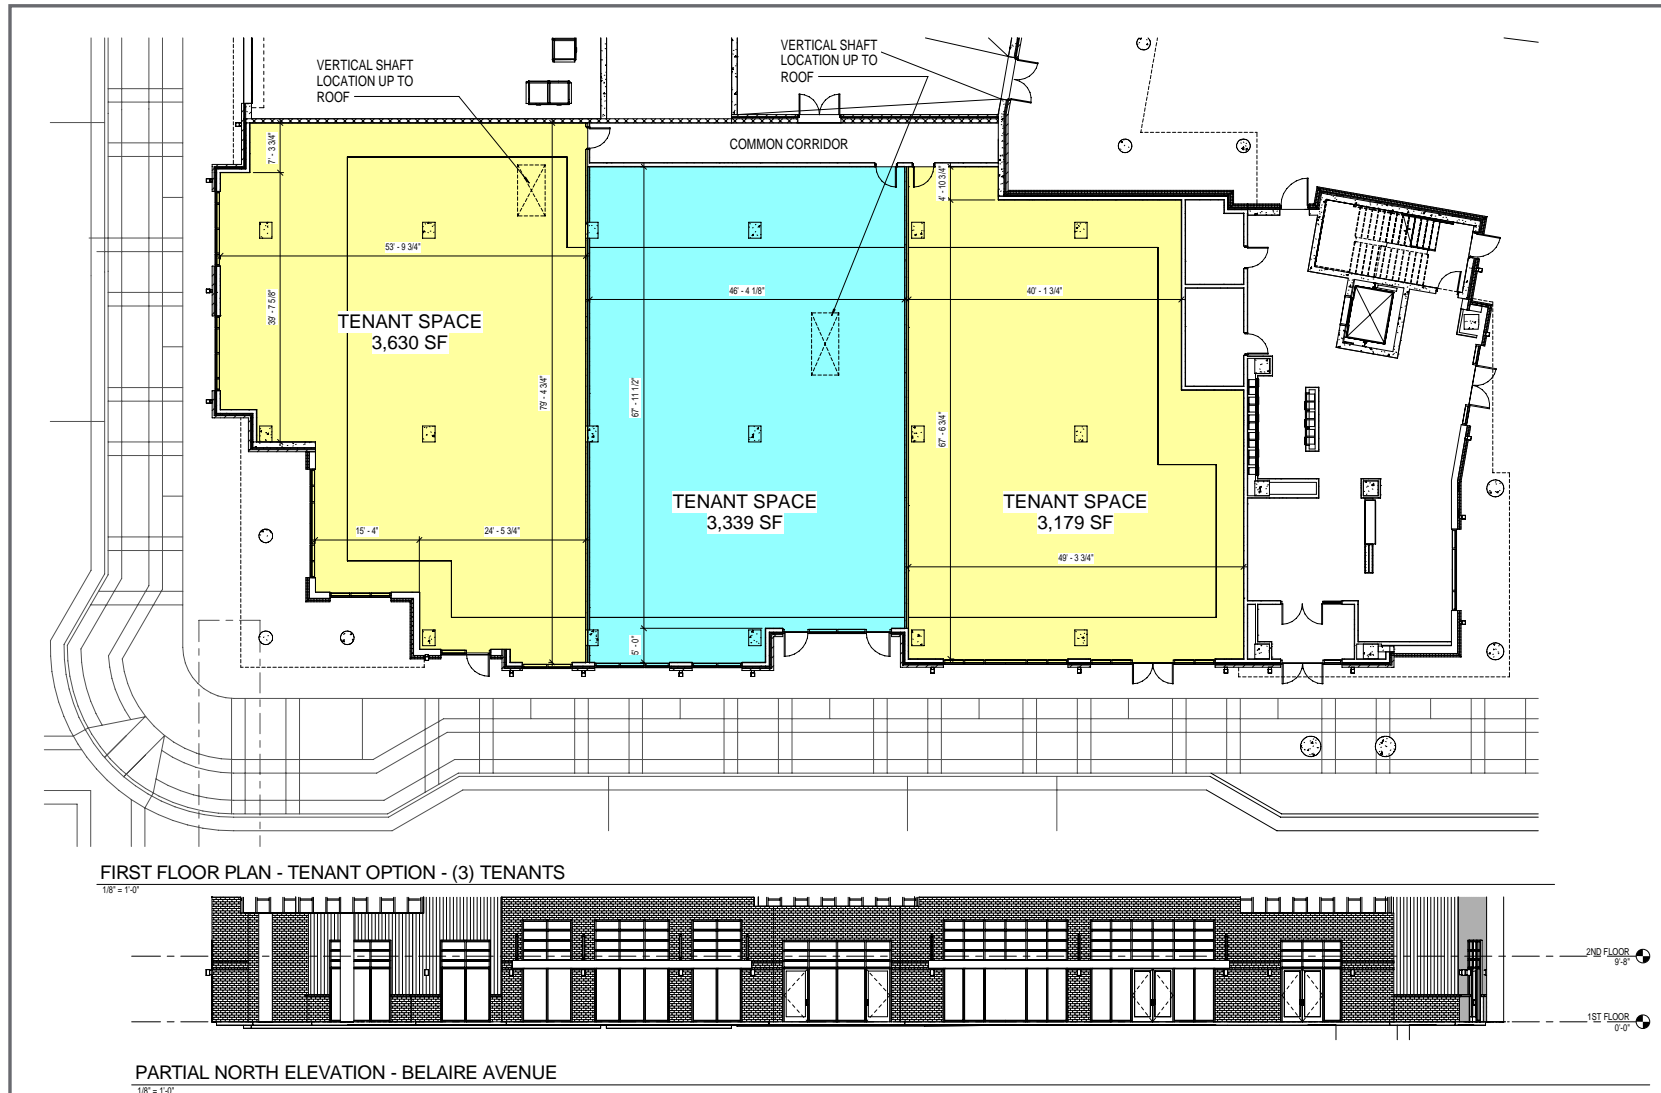 VERTICAL SHAFT
LOCATION UP TO
ROOF
VERTICAL SHAFT
LOCATION UP TO
ROOF
COMMON CORRIDOR
7' - 3 3/4"
4' - 10 3/4"
53' - 9 3/4"
46' - 4 1/8"
40' - 1 3/4"
39' - 7 5/8"
TENANT SPACE
3,630 SF
79' - 4 3/4"
67' - 11 1/2"
67' - 6 3/4"
TENANT SPACE
3,339 SF
TENANT SPACE
3,179 SF
15' - 4"
24' - 5 3/4"
49' - 3 3/4"
5' - 0"
FIRST FLOOR PLAN - TENANT OPTION - (3) TENANTS
1/8" = 1'-0"
2ND FLOOR
9'-8"
1ST FLOOR
0'-0"
PARTIAL NORTH ELEVATION - BELAIRE AVENUE
1/8" = 1'-0"